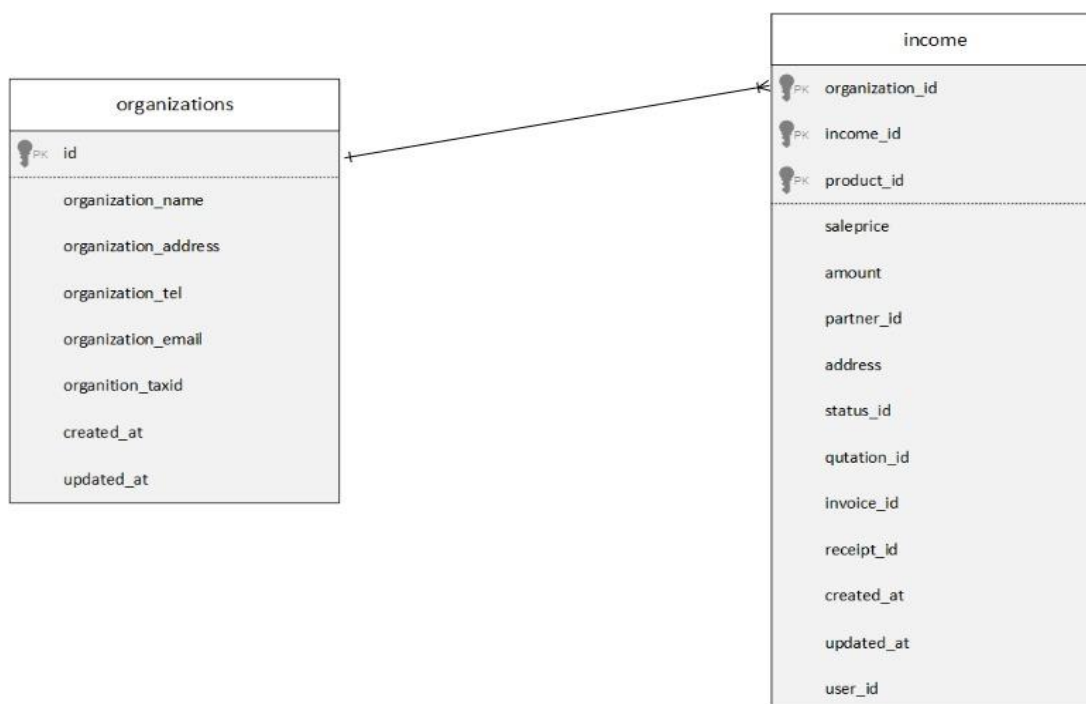 organizations
PK id
organization_name
organization_address
organization_tel
organization_email
organition_taxid
created_at
updated_at
income
PK organization_id
PK income_id
PK product_id
saleprice
amount
partner_id
address
status_id
qutation_id
invoice_id
receipt_id
created_at
updated_at
user_id